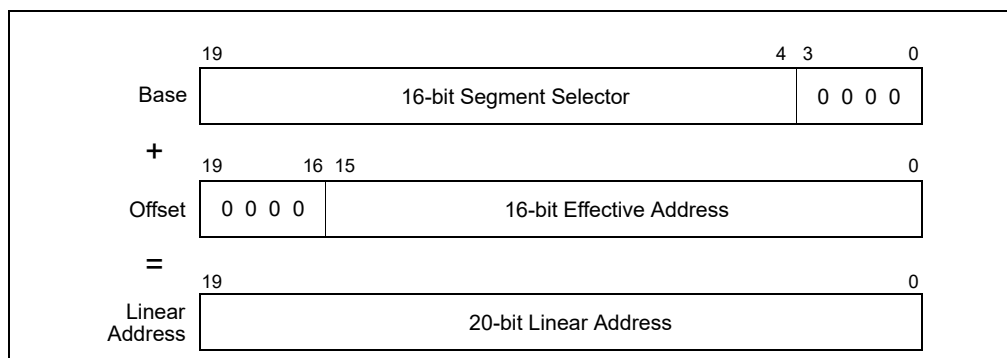 19 4 3 0
Base 16-bit Segment Selector 0 0 0 0
+
19 16 15 0
Offset 0 0 0 0 16-bit Effective Address
=
19 0
Linear
Address 20-bit Linear Address